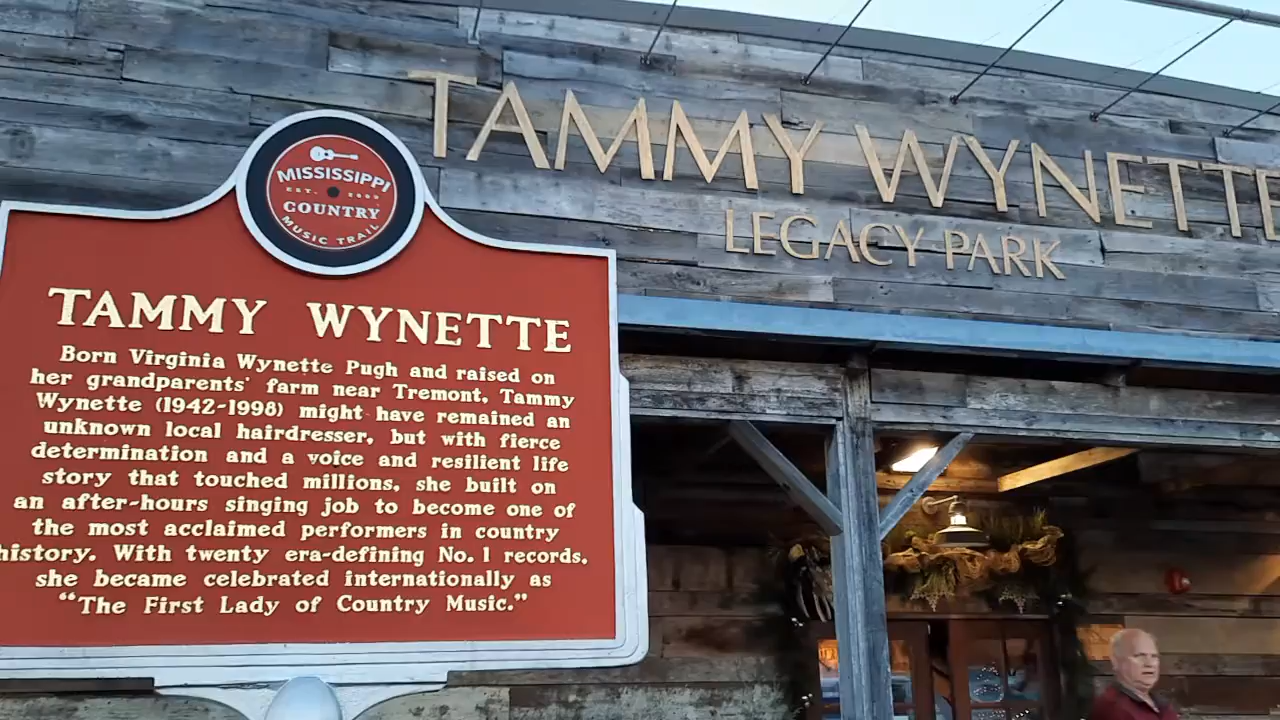 TAMMY WYNETTE
LEGACY PARK
MISSISSIPPI
EST.
COUNTRY
MUSIC TRAIL
TAMMY WYNETTE
Born Virginia Wynette Pugh and raised on
her grandparents' farm near Tremont, Tammy
Wynette (1942-1998) might have remained an
unknown local hairdresser, but with fierce
determination and a voice and resilient life
story that touched millions, she built on
an after-hours singing job to become one of
the most acclaimed performers in country
history. With twenty era-defining No. 1 records,
she became celebrated internationally as
"The First Lady of Country Music."